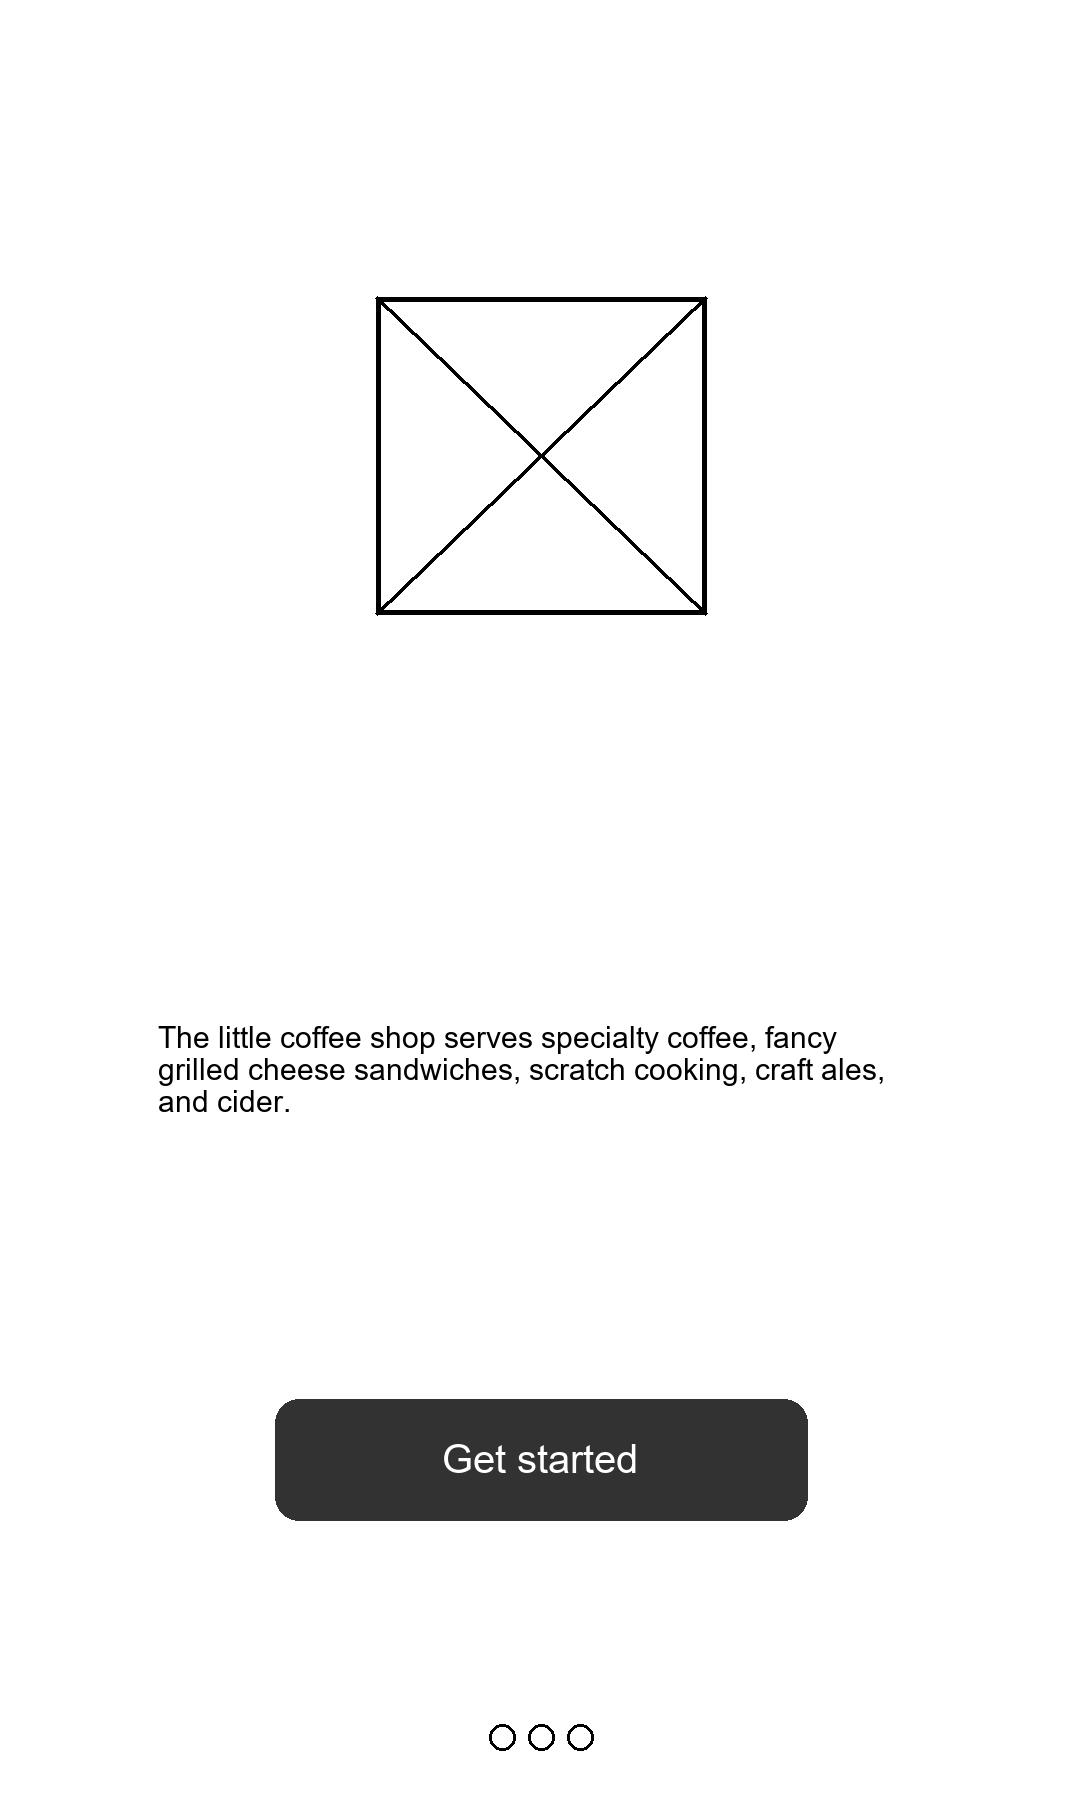 The little coffee shop serves specialty coffee, fancy
grilled cheese sandwiches, scratch cooking, craft ales,
and cider.
Get started